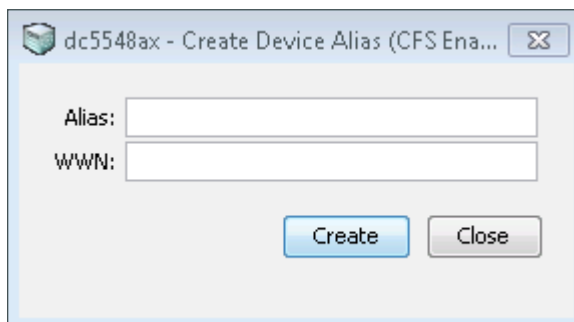 dc5548ax - Create Device Alias (CFS Ena...
Alias:
WWN:
Create Close